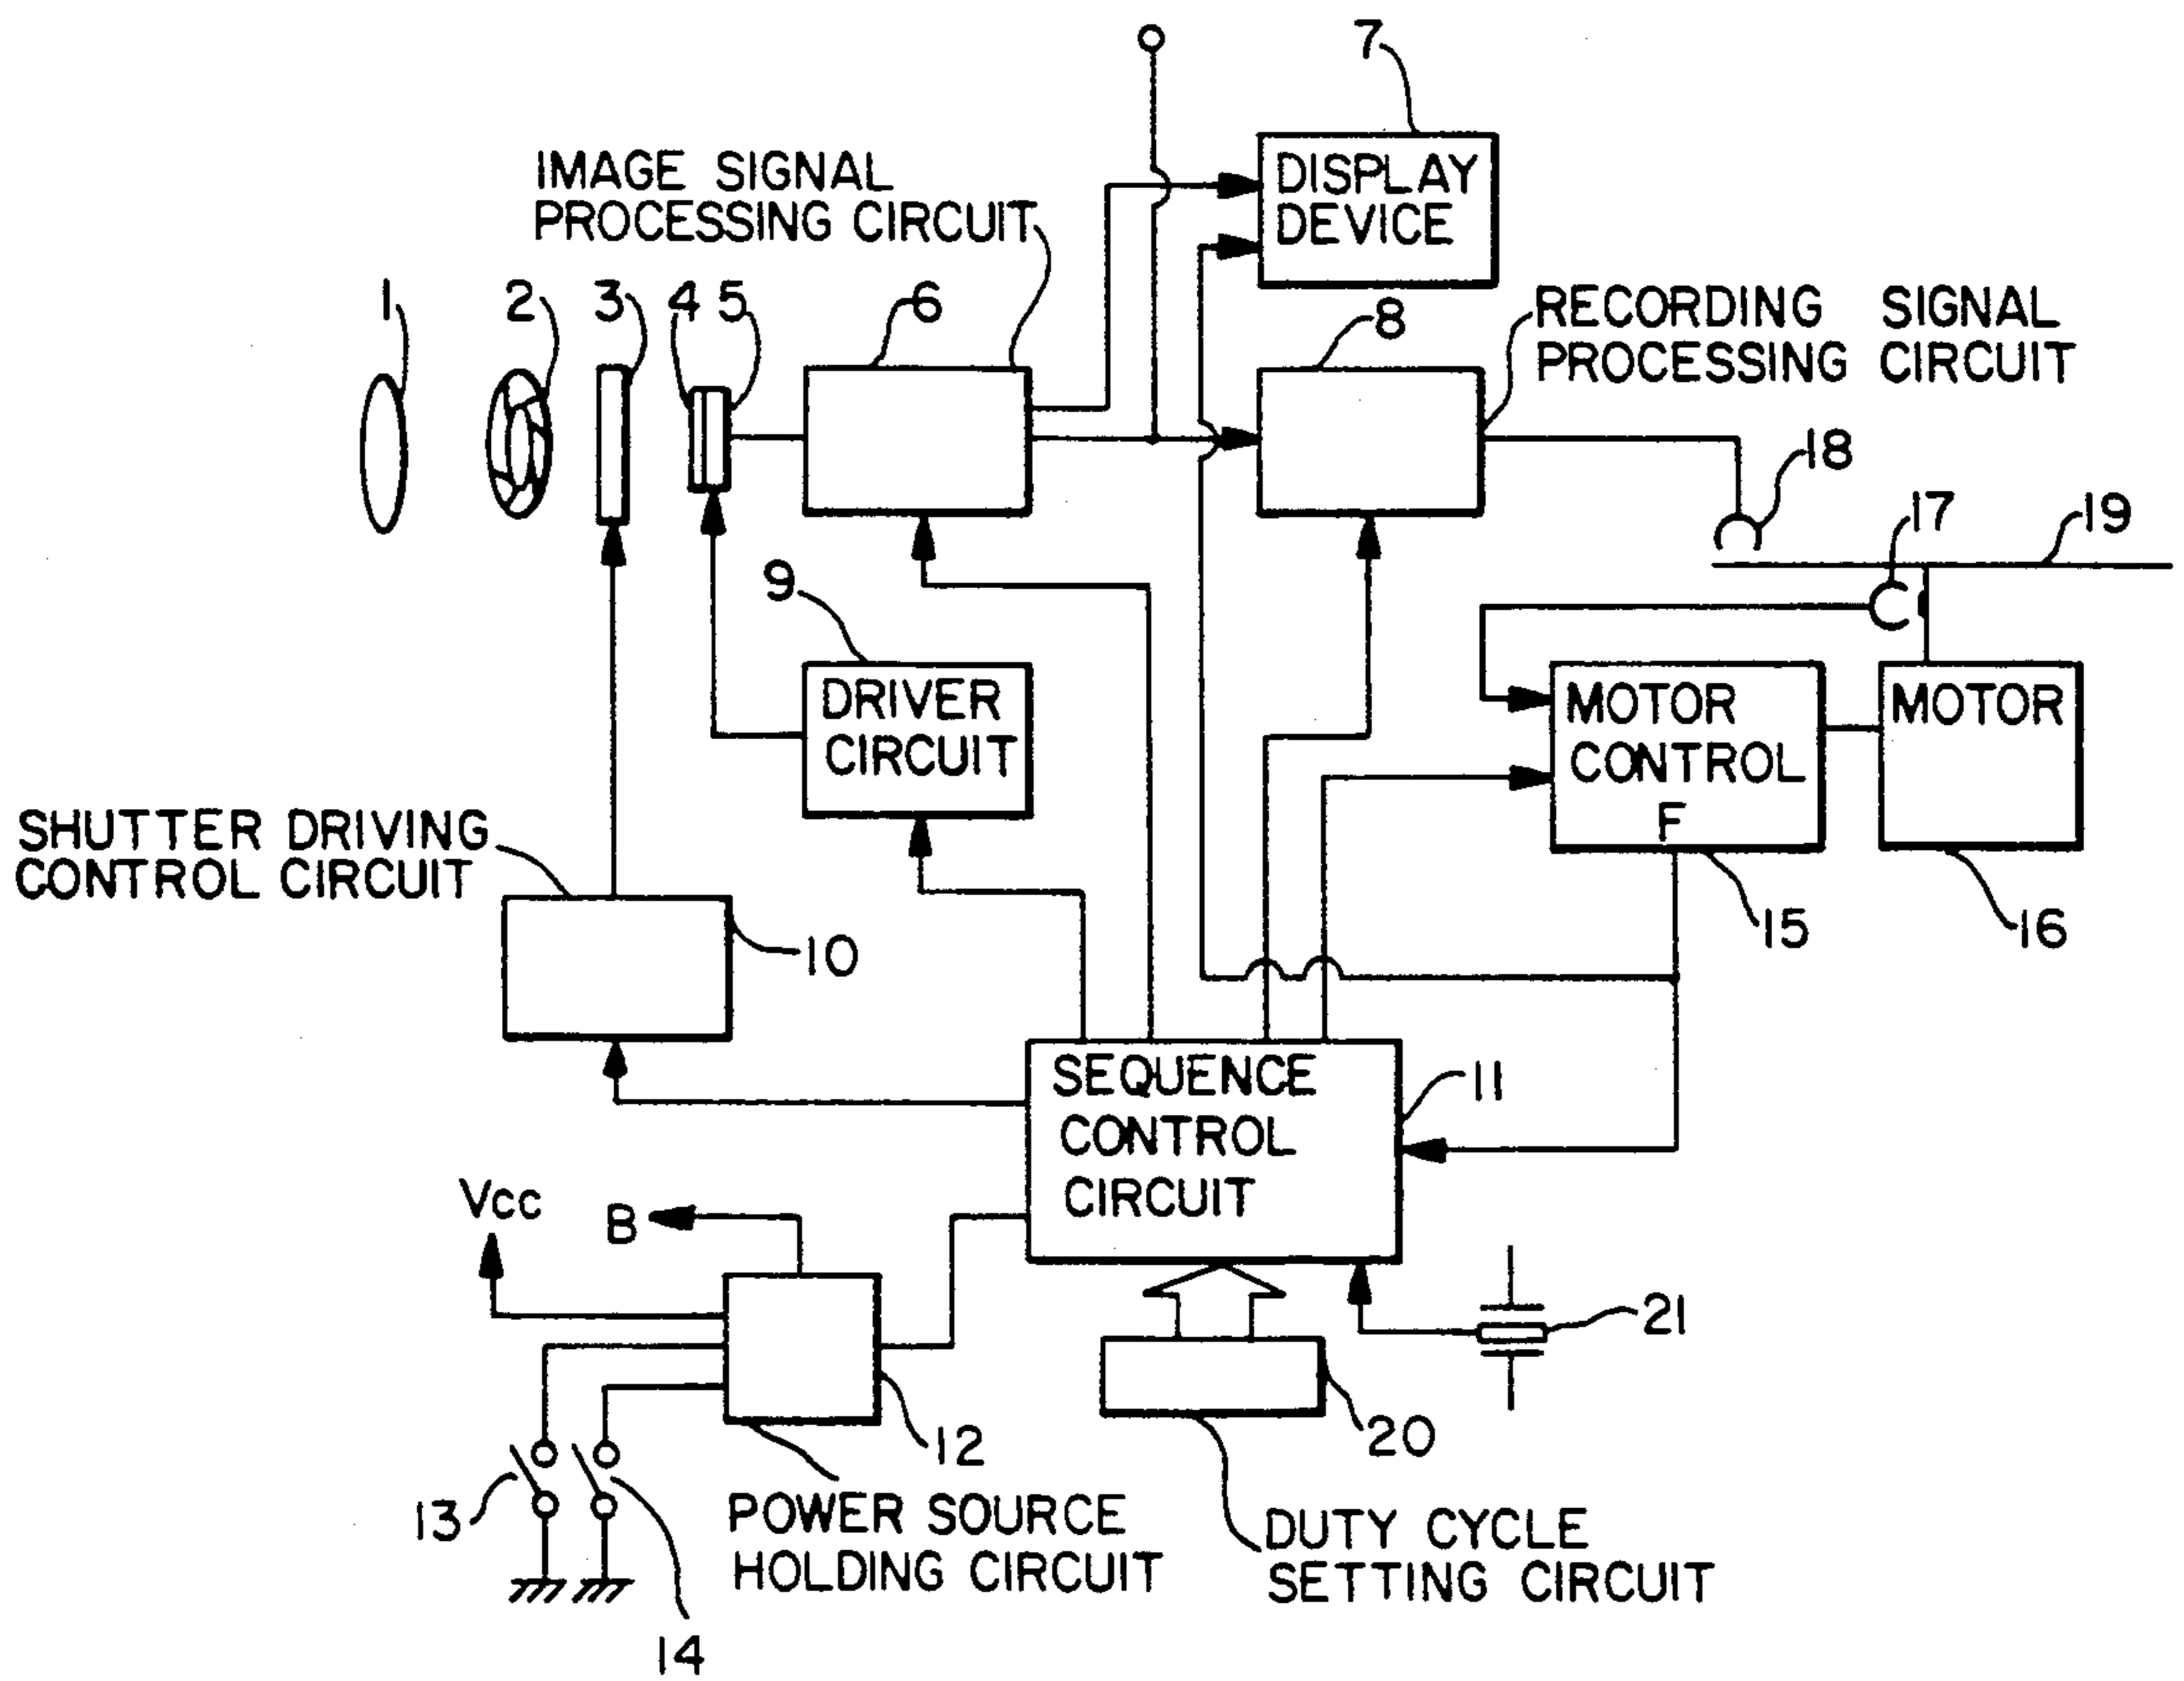 7
IMAGE SIGNAL
PROCESSING CIRCUIT
DISPLAY
DEVICE
1
2
3
4
5
6
8
RECORDING SIGNAL
PROCESSING CIRCUIT
18
17
19
9
DRIVER
CIRCUIT
MOTOR
CONTROL
F
MOTOR
SHUTTER DRIVING
CONTROL CIRCUIT
10
15
16
SEQUENCE
CONTROL
CIRCUIT
11
Vcc
B
21
12
20
13
POWER SOURCE
HOLDING CIRCUIT
DUTY CYCLE
SETTING CIRCUIT
14